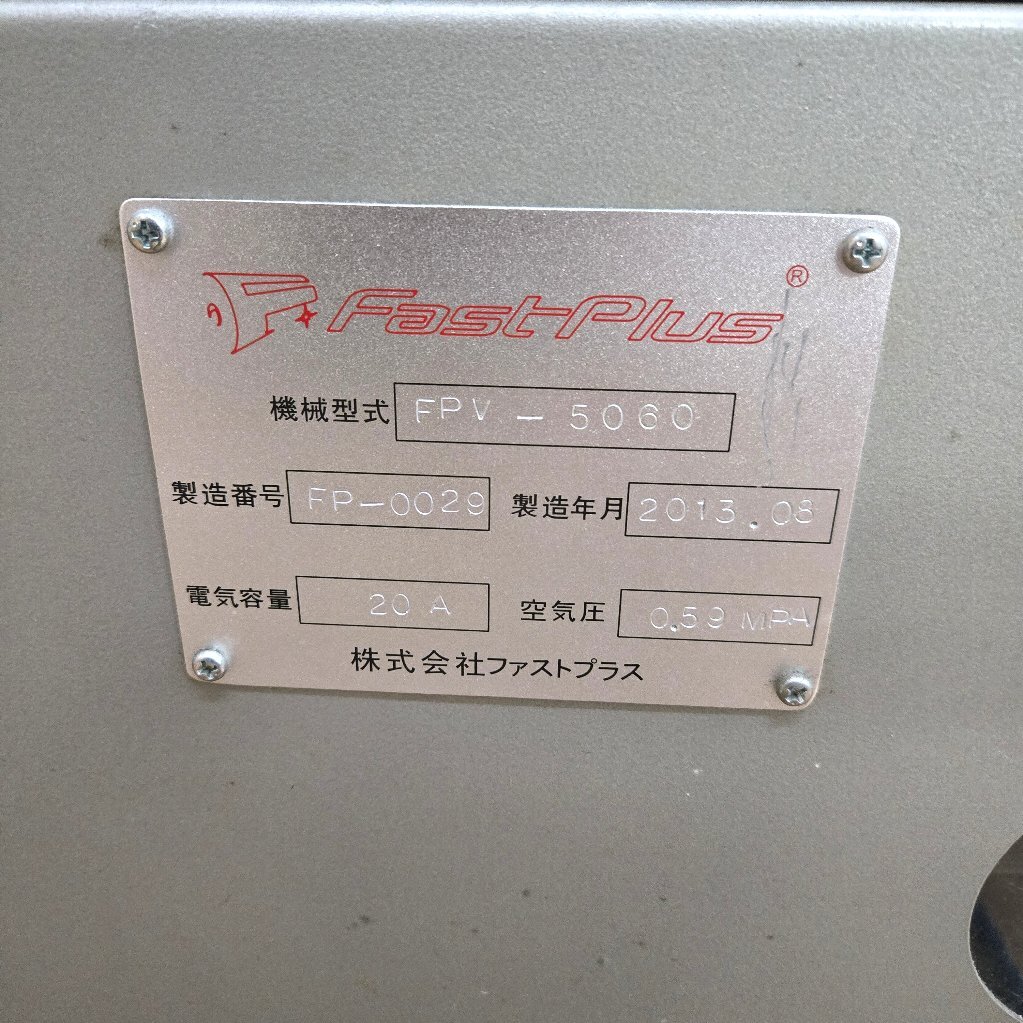 FastPlus®
機械型式 FPV - 5060
製造番号 FP-0029 製造年月 2013.08
電気容量 20 A 空気圧 0.59 MPA
株式会社ファストプラス